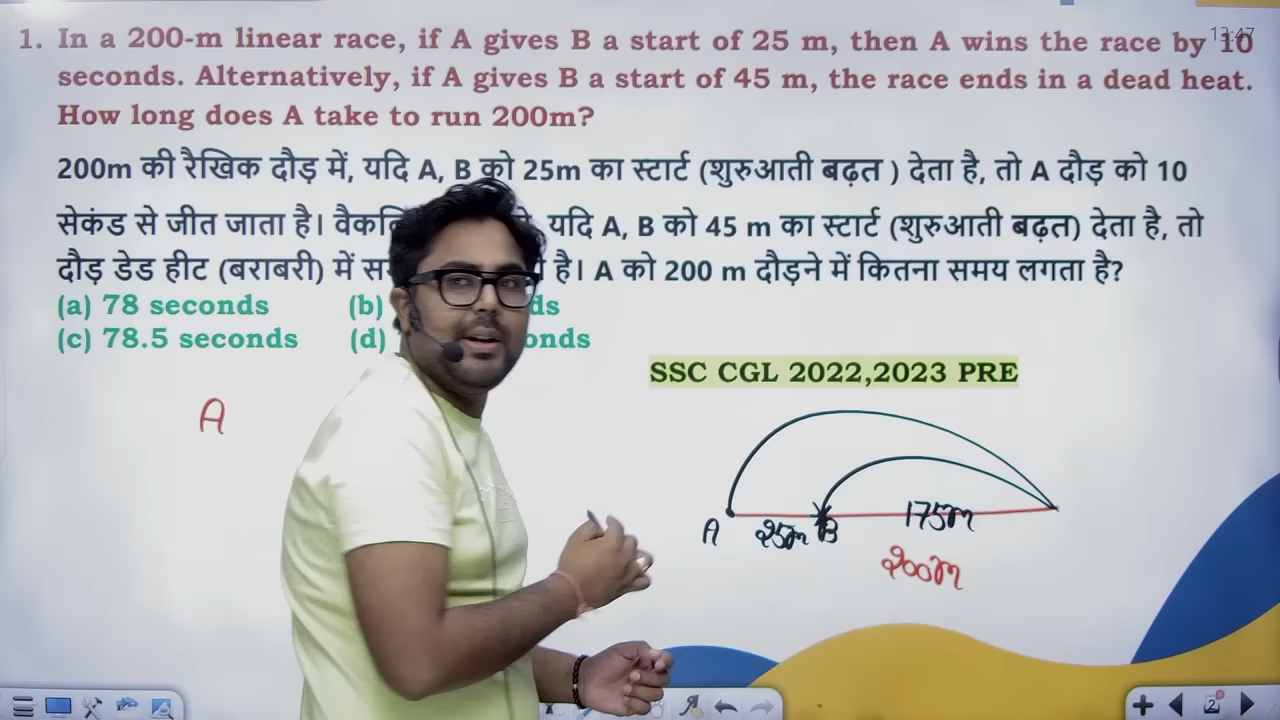 1. In a 200-m linear race, if A gives B a start of 25 m, then A wins the race by 10
13:47
seconds. Alternatively, if A gives B a start of 45 m, the race ends in a dead heat.
How long does A take to run 200m?
200m की रैखिक दौड़ में, यदि A, B को 25m का स्टार्ट (शुरुआती बढ़त ) देता है, तो A दौड़ को 10
सेकंड से जीत जाता है। यदि A, B को 45 m का स्टार्ट (शुरुआती बढ़त) देता है, तो
दौड़ डेड हीट (बराबरी) में है। A को 200 m दौड़ने में कितना समय लगता है?
(a) 78 seconds (b)
(c) 78.5 seconds (d)
SSC CGL 2022,2023 PRE
A
A 25m B 175m
200m
2